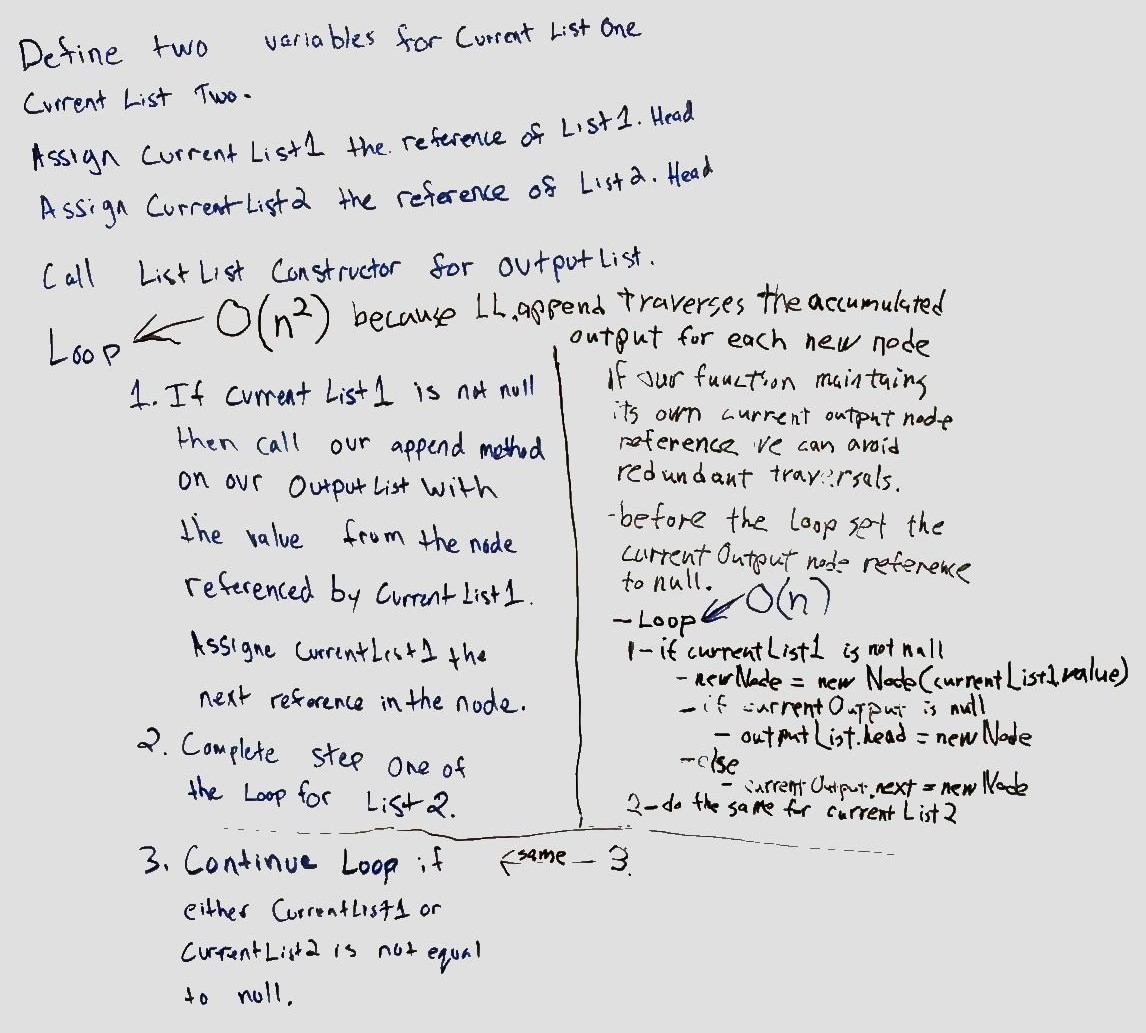 Define two variables for Current List One
Current List Two.
Assign Current List1 the reference of List1. Head
Assign Current List2 the reference of List2. Head
Call List List Constructor for output List.
Loop ← O(n²) because LL.append traverses the accumulated
output for each new node
1. If current List1 is not null
then call our append method
on our Output List with
the value from the node
referenced by Current List1.
Assigne CurrentList1 the
next reference in the node.
2. Complete step one of
the Loop for List2.
if our function maintains
its own current output node
reference we can avoid
redundant traversals.
-before the loop set the
current Output node reference
to null.
- Loop ← O(n)
1- if currentList1 is not null
- newNode = new Node(currentList1.value)
- if currentOutput is null
- outputList.head = newNode
- else
- currentOutput.next = newNode
2- do the same for currentList2
3. Continue Loop if
either CurrentList1 or
CurrentList2 is not equal
to null.
← same - 3.